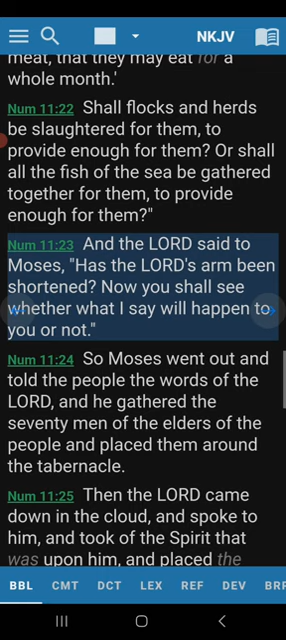 NKJV
meat, that they may eat for a
whole month.'
Num 11:22 Shall flocks and herds
be slaughtered for them, to
provide enough for them? Or shall
all the fish of the sea be gathered
together for them, to provide
enough for them?"
Num 11:23 And the LORD said to
Moses, "Has the LORD's arm been
shortened? Now you shall see
whether what I say will happen to
you or not."
Num 11:24 So Moses went out and
told the people the words of the
LORD, and he gathered the
seventy men of the elders of the
people and placed them around
the tabernacle.
Num 11:25 Then the LORD came
down in the cloud, and spoke to
him, and took of the Spirit that
was upon him, and placed the
BBL CMT DCT LEX REF DEV BRF